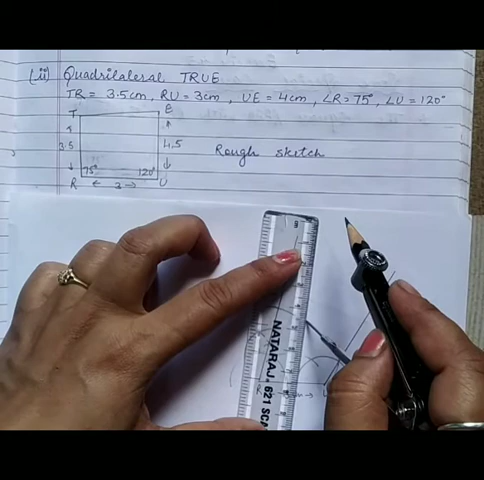 (ii) Quadrilateral TRUE
TR = 3.5cm, RU = 3cm, UE = 4cm, ∠R = 75°, ∠U = 120°
T E
3.5 4.5
75° 120°
R 3 U
Rough sketch
NATARAJ 621 SCA
R